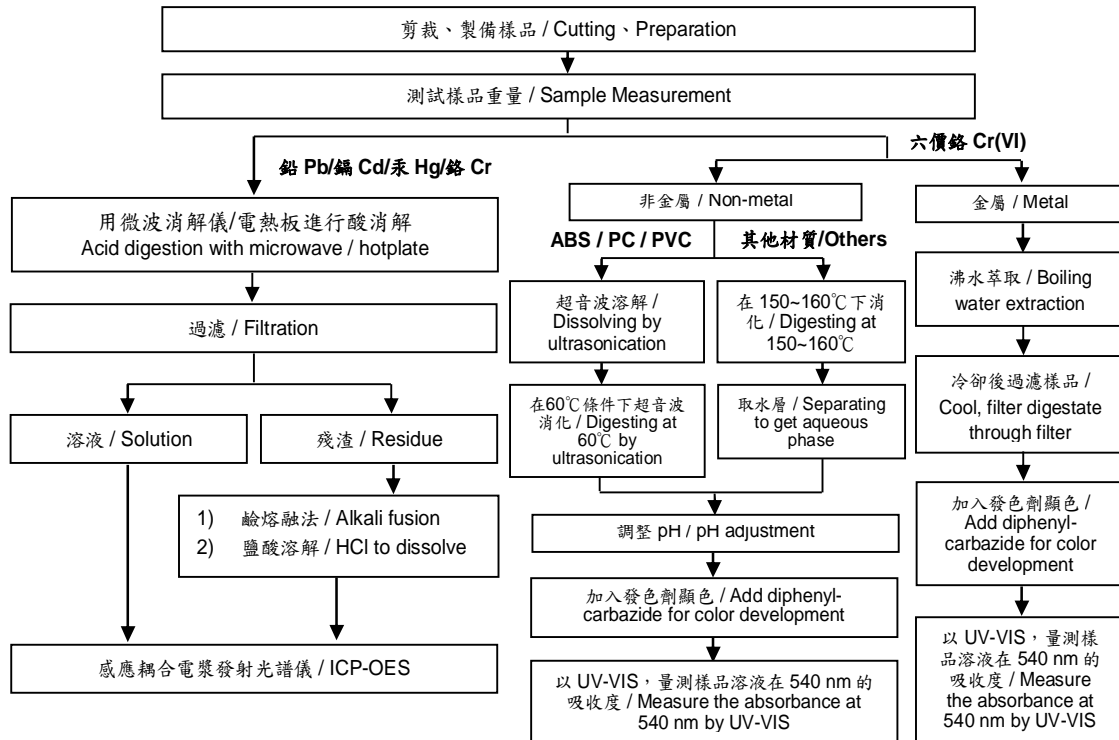 剪裁、製備樣品 / Cutting、Preparation
測試樣品重量 / Sample Measurement
鉛 Pb/鎘 Cd/汞 Hg/鉻 Cr
用微波消解儀/電熱板進行酸消解
Acid digestion with microwave / hotplate
過濾 / Filtration
溶液 / Solution
殘渣 / Residue
1) 鹼熔融法 / Alkali fusion
2) 鹽酸溶解 / HCl to dissolve
感應耦合電漿發射光譜儀 / ICP-OES
六價鉻 Cr(VI)
非金屬 / Non-metal
ABS / PC / PVC
超音波溶解 /
Dissolving by
ultrasonication
在60℃條件下超音波
消化 / Digesting at
60℃ by
ultrasonication
其他材質/Others
在 150~160℃下消
化 / Digesting at
150~160℃
取水層 / Separating
to get aqueous
phase
調整 pH / pH adjustment
加入發色劑顯色 / Add diphenyl-
carbazide for color development
以 UV-VIS，量測樣品溶液在 540 nm 的
吸收度 / Measure the absorbance at
540 nm by UV-VIS
金屬 / Metal
沸水萃取 / Boiling
water extraction
冷卻後過濾樣品 /
Cool, filter digestate
through filter
加入發色劑顯色 /
Add diphenyl-
carbazide for color
development
以 UV-VIS，量測樣
品溶液在 540 nm 的
吸收度 / Measure
the absorbance at
540 nm by UV-VIS